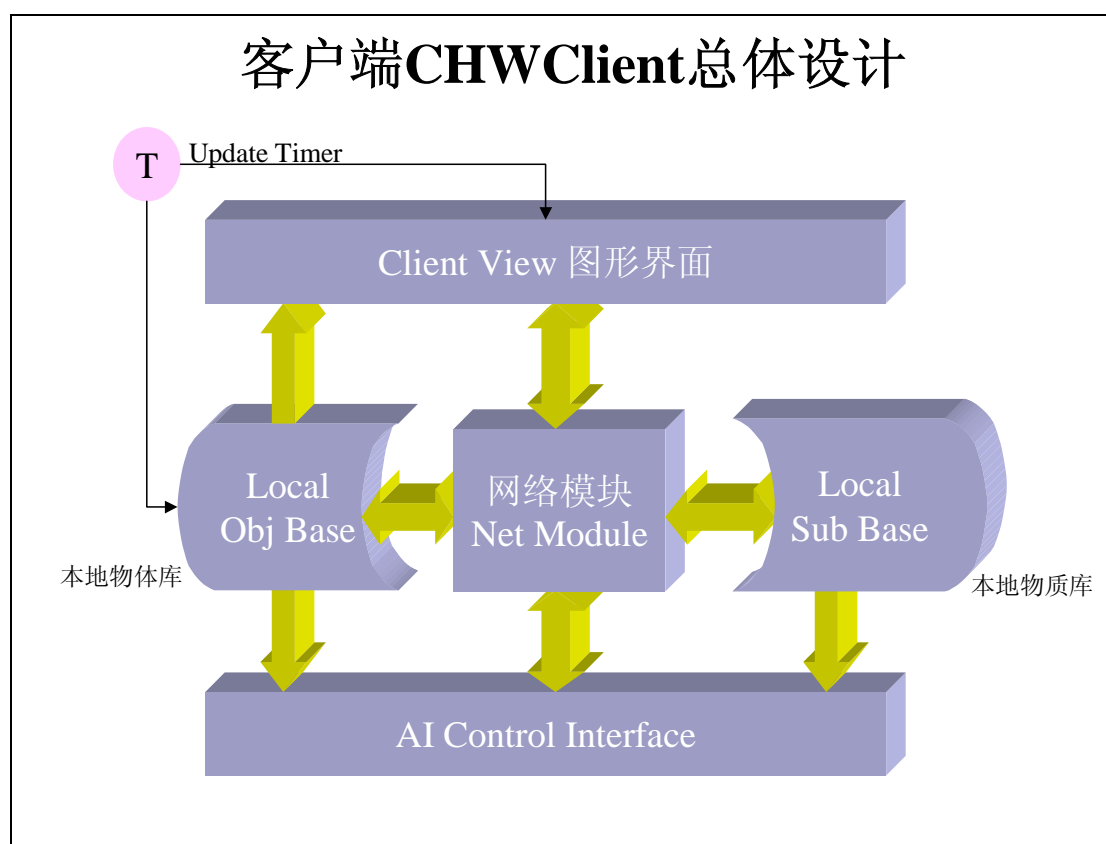 客户端CHWClient总体设计
T
Update Timer
Client View 图形界面
Local
Obj Base
网络模块
Net Module
Local
Sub Base
本地物体库
本地物质库
AI Control Interface